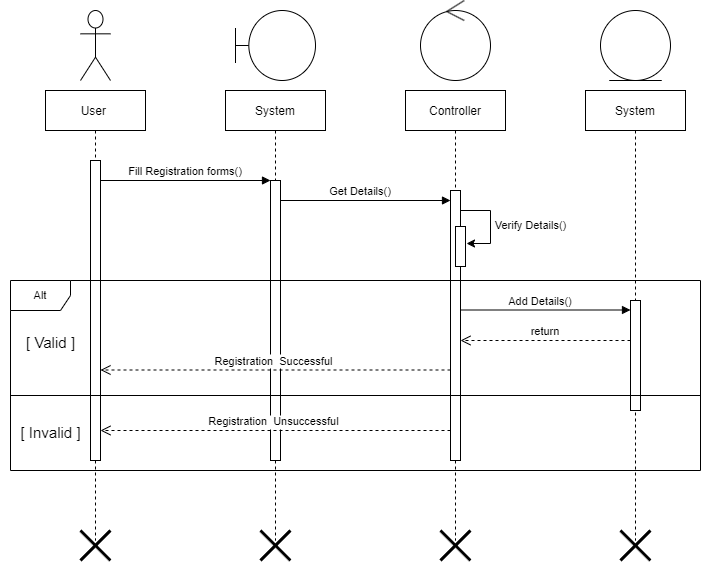 User
System
Controller
System
Fill Registration forms()
Get Details()
Verify Details()
Alt
Add Details()
[ Valid ]
return
Registration Successful
[ Invalid ]
Registration Unsuccessful